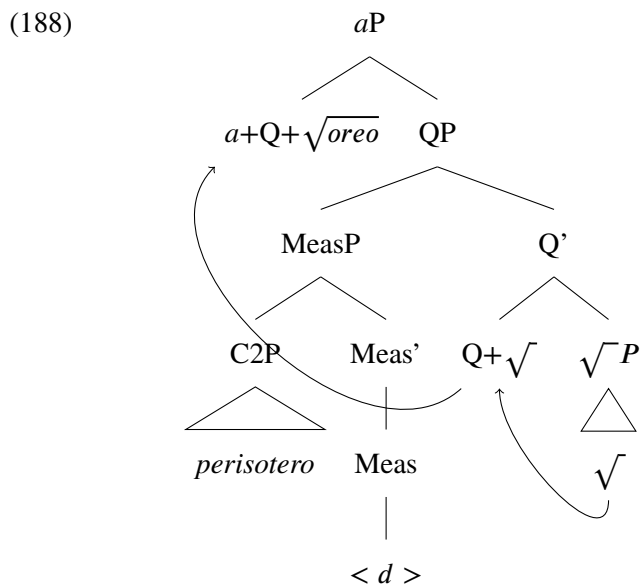 (188)
aP
a+Q+√oreo QP
MeasP Q’
C2P Meas’ Q+√ √P
perisotero Meas √
< d >